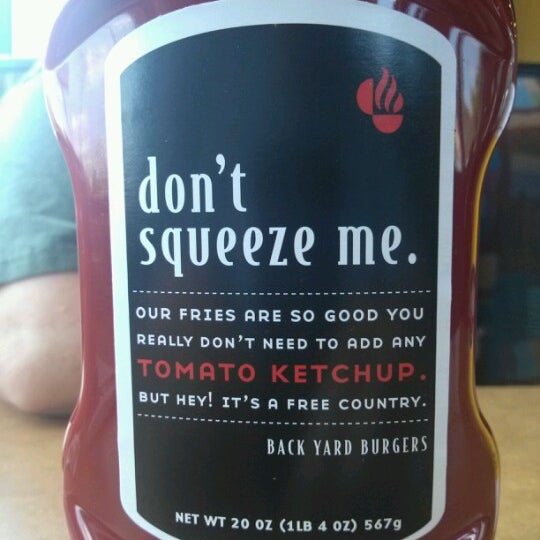 don't
squeeze me.
OUR FRIES ARE SO GOOD YOU
REALLY DON'T NEED TO ADD ANY
TOMATO KETCHUP.
BUT HEY! IT'S A FREE COUNTRY.
BACK YARD BURGERS
NET WT 20 OZ (1LB 4 OZ) 567g